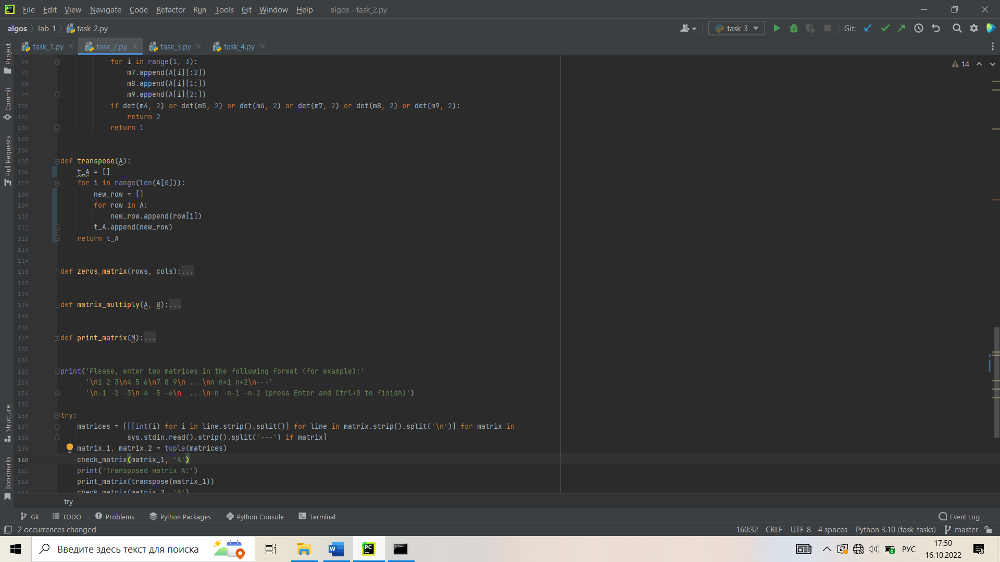 PC File Edit View Navigate Code Refactor Run Tools Git Window Help algos - task_2.py
algos lab_1 task_2.py task_3 Git:
task_1.py task_2.py task_3.py task_4.py
Project
Commit
Pull Requests
Structure
Bookmarks
14
96 for i in range(1, 3):
97 m7.append(A[i][:2])
98 m8.append(A[i][1:])
99 m9.append(A[i][2:])
100 if det(m4, 2) or det(m5, 2) or det(m6, 2) or det(m7, 2) or det(m8, 2) or det(m9, 2):
101 return 2
102 return 1
103
104
105 def transpose(A):
106 t_A = []
107 for i in range(len(A[0])):
108 new_row = []
109 for row in A:
110 new_row.append(row[i])
111 t_A.append(new_row)
112 return t_A
113
114
115 def zeros_matrix(rows, cols):...
123
124
125 def matrix_multiply(A, B):...
145
146
147 def print_matrix(M):...
150
151
152 print('Please, enter two matrices in the following format (for example):'
153 '\n1 2 3\n4 5 6\n7 8 9\n ...\nn n+1 n+2\n---'
154 '\n-1 -2 -3\n-4 -5 -6\n  ...\n-n -n-1 -n-2 (press Enter and Ctrl+D to finish)')
155
156 try:
157 matrices = [[[int(i) for i in line.strip().split()] for line in matrix.strip().split('\n')] for matrix in
158 sys.stdin.read().strip().split('---') if matrix]
159 matrix_1, matrix_2 = tuple(matrices)
160 check_matrix(matrix_1, 'A')
161 print('Transposed matrix A:')
162 print_matrix(transpose(matrix_1))
163 check_matrix(matrix_2, 'B')
try
Git TODO Problems Python Packages Python Console Terminal Event Log
2 occurrences changed 160:32 CRLF UTF-8 4 spaces Python 3.10 (fask_tasks) master
Введите здесь текст для поиска W PC РУС 17:50
16.10.2022